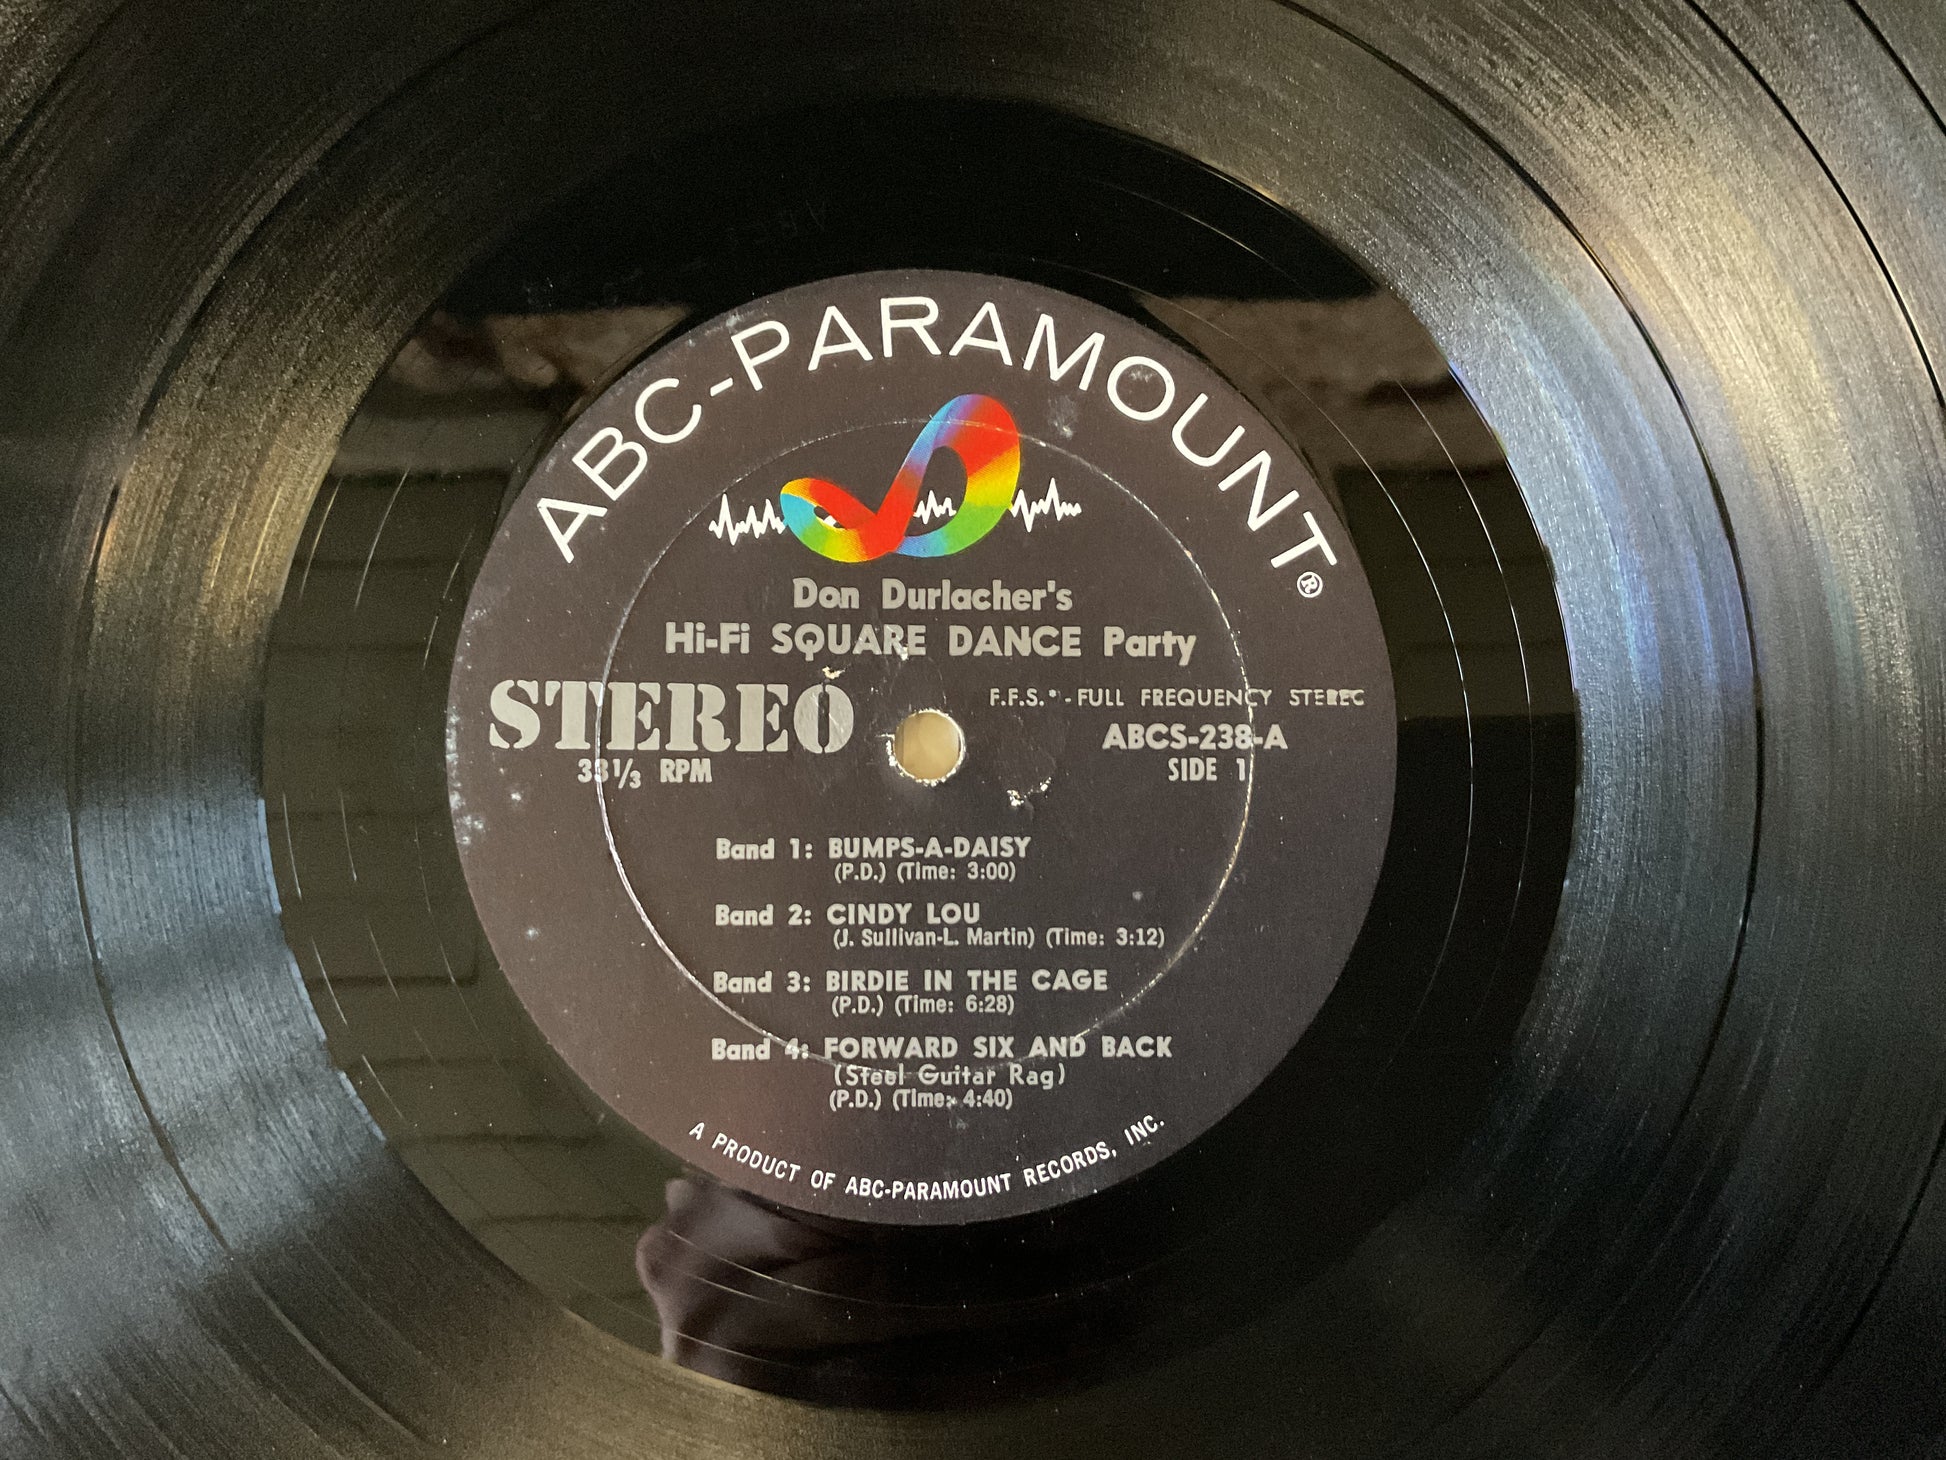 ABC-PARAMOUNT®
Don Durlacher's
Hi-Fi SQUARE DANCE Party
STEREO
33 1/3 RPM
F.F.S.* - FULL FREQUENCY STEREO
ABCS-238-A
SIDE 1
Band 1: BUMPS-A-DAISY
(P.D.) (Time: 3:00)
Band 2: CINDY LOU
(J. Sullivan-L. Martin) (Time: 3:12)
Band 3: BIRDIE IN THE CAGE
(P.D.) (Time: 6:28)
Band 4: FORWARD SIX AND BACK
(Steel Guitar Rag)
(P.D.) (Time: 4:40)
A PRODUCT OF ABC-PARAMOUNT RECORDS, INC.